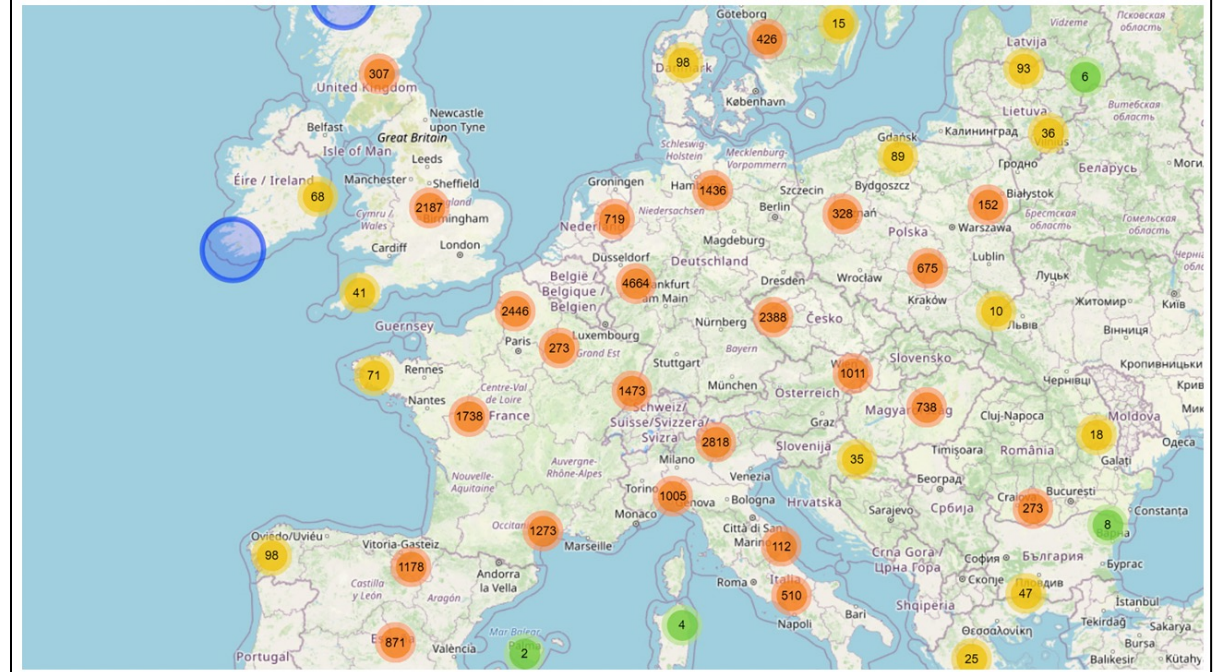 Göteborg
15
Vidzeme
Псковская
область
426
Latvija
98
93
6
307
United Kingdom
København
Lietuva
Витебская
область
Newcastle
upon Tyne
Belfast
Great Britain
Isle of Man
Schleswig-
Holstein
Mecklenburg-
Vorpommern
Gdańsk
Калининград
36
Vilnius
89
Leeds
Гродно
Беларусь
Моги
Éire / Ireland
Manchester
Sheffield
Groningen
1436
Szczecin
Bydgoszcz
Białystok
68
2187
Birmingham
Cymru /
Wales
719
Niedersachsen
Berlin
328
152
Брестская
область
Гомельская
область
Polska
Warszawa
Cardiff
London
Magdeburg
Düsseldorf
Deutschland
675
Lublin
België /
Belgique /
Belgien
4664
am Main
Dresden
Wrocław
Луцьк
41
Kraków
10
Житомир
Київ
2446
2388
Česko
Львів
Guernsey
Nürnberg
Вінниця
Paris
273
Luxembourg
Grand Est
Bayern
71
Rennes
Stuttgart
Slovensko
Кропивницьки
1011
Чернівці
Крив
Nantes
Centre-Val
de Loire
1473
München
Österreich
1738
France
Schweiz/
Suisse/Svizzera/
Svizra
738
Cluj-Napoca
Moldova
Мик
2818
Graz
18
Одеса
Milano
Slovenija
35
Timișoara
România
Galați
Auvergne-
Rhône-Alpes
Nouvelle-
Aquitaine
Venezia
Београд
1005
Bologna
Hrvatska
București
Monaco
Sarajevo
Србија
273
Constanța
Oviedo/Uviéu
Vitoria-Gasteiz
1273
Marseille
Città di San
Marino
112
8
98
1178
Andorra
la Vella
Crna Gora /
Црна Гора
София
България
Бургас
Castilla
y León
Aragón
Roma
Italia
510
Скопје
Пловдив
47
Napoli
Bari
Shqipëria
İstanbul
4
Θεσσαλονίκη
Tekirdağ
Sakarya
871
València
Mar Balear
2
Bursa
Portugal
25
Balıkesir
Kütahy